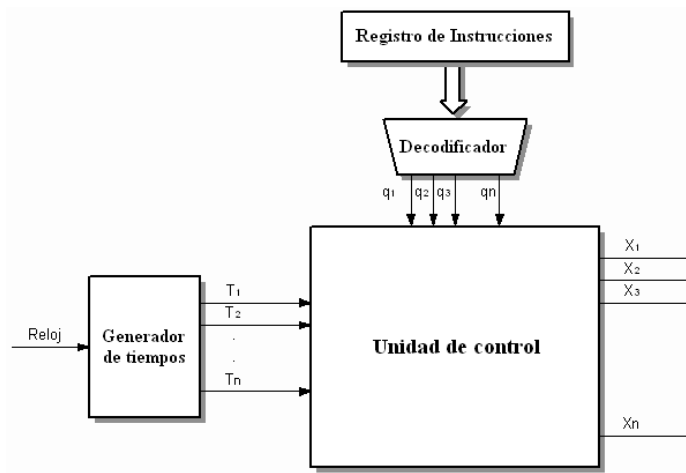 Registro de Instrucciones
Decodificador
q1 q2 q3 qn
X1
X2
X3
T1
T2
.
.
Tn
Reloj
Generador
de tiempos
Unidad de control
Xn